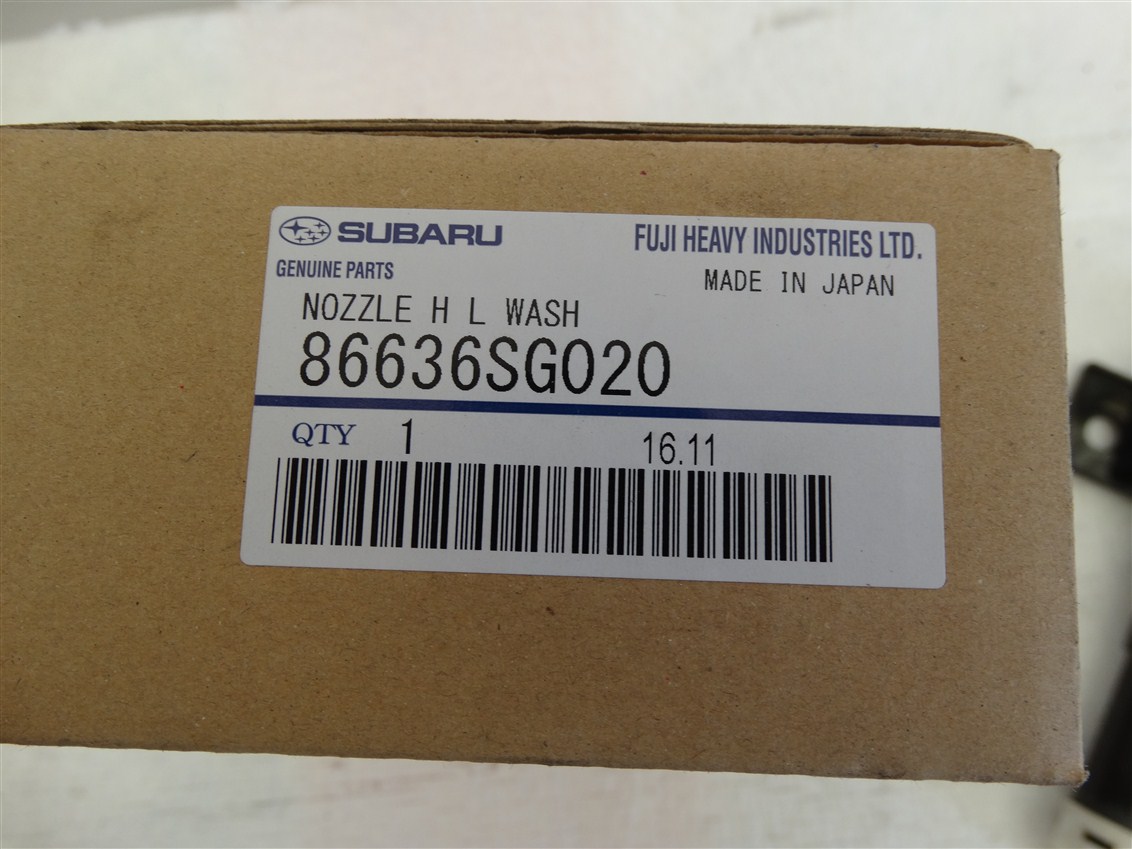 SUBARU FUJI HEAVY INDUSTRIES LTD.
GENUINE PARTS MADE IN JAPAN
NOZZLE H L WASH
86636SG020
QTY 1 16.11